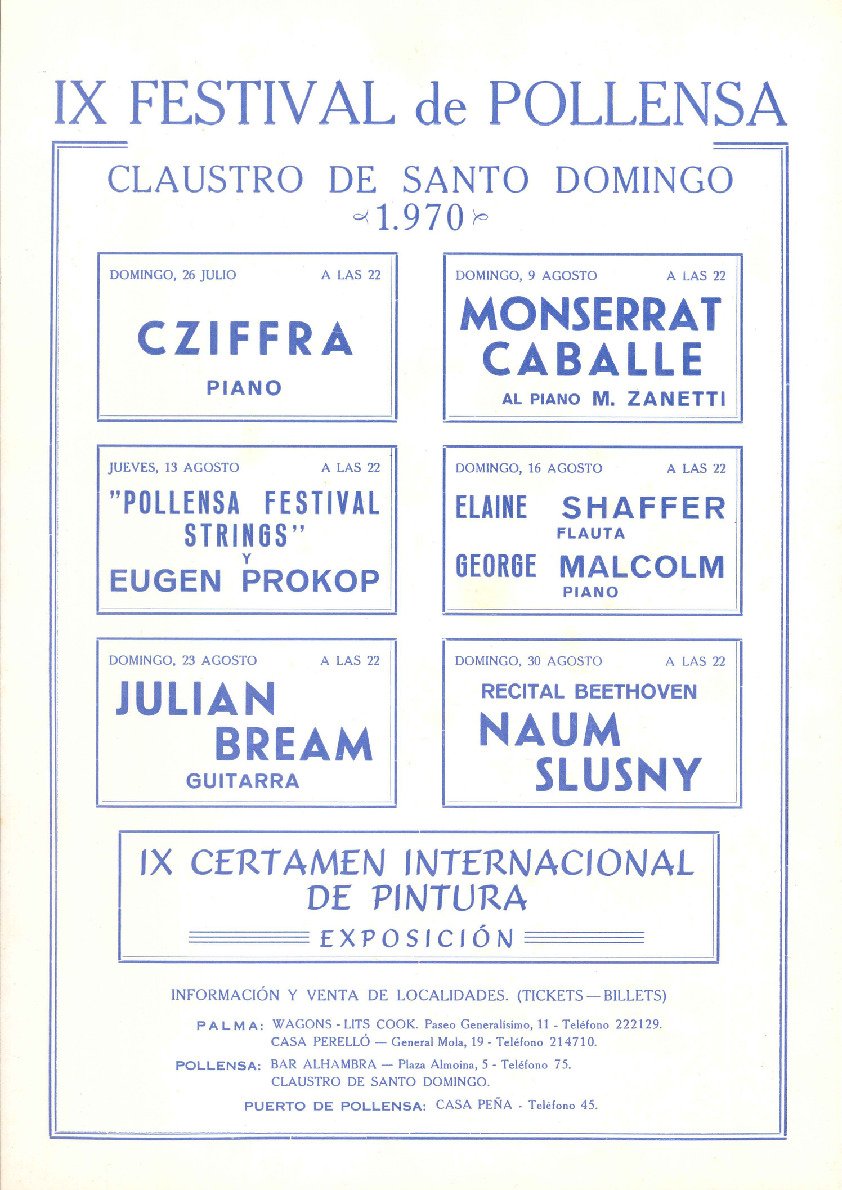 IX FESTIVAL de POLLENSA
CLAUSTRO DE SANTO DOMINGO
1.970
DOMINGO, 26 JULIO A LAS 22
CZIFFRA
PIANO
DOMINGO, 9 AGOSTO A LAS 22
MONSERRAT
CABALLE
AL PIANO M. ZANETTI
JUEVES, 13 AGOSTO A LAS 22
"POLLENSA FESTIVAL
STRINGS"
Y
EUGEN PROKOP
DOMINGO, 16 AGOSTO A LAS 22
ELAINE SHAFFER
FLAUTA
GEORGE MALCOLM
PIANO
DOMINGO, 23 AGOSTO A LAS 22
JULIAN
BREAM
GUITARRA
DOMINGO, 30 AGOSTO A LAS 22
RECITAL BEETHOVEN
NAUM
SLUSNY
IX CERTAMEN INTERNACIONAL
DE PINTURA
EXPOSICIÓN
INFORMACIÓN Y VENTA DE LOCALIDADES. (TICKETS — BILLETS)
PALMA: WAGONS - LITS COOK. Paseo Generalísimo, 11 - Teléfono 222129.
CASA PERELLÓ — General Mola, 19 - Teléfono 214710.
POLLENSA: BAR ALHAMBRA — Plaza Almoina, 5 - Teléfono 75.
CLAUSTRO DE SANTO DOMINGO.
PUERTO DE POLLENSA: CASA PEÑA - Teléfono 45.